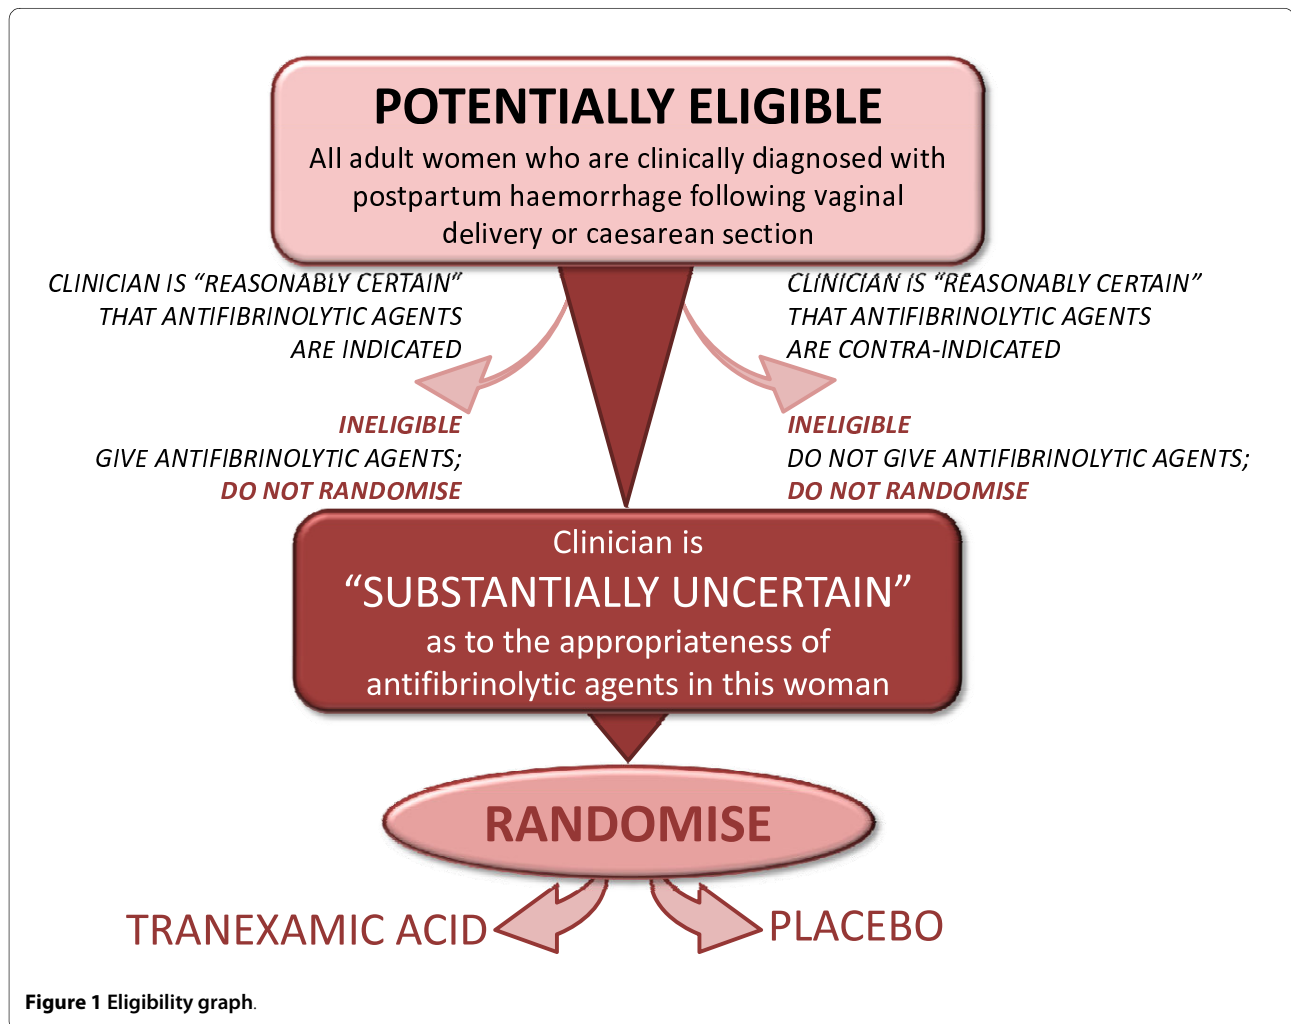 POTENTIALLY ELIGIBLE
All adult women who are clinically diagnosed with
postpartum haemorrhage following vaginal
delivery or caesarean section
CLINICIAN IS “REASONABLY CERTAIN”
THAT ANTIFIBRINOLYTIC AGENTS
ARE INDICATED
INELIGIBLE
GIVE ANTIFIBRINOLYTIC AGENTS;
DO NOT RANDOMISE
CLINICIAN IS “REASONABLY CERTAIN”
THAT ANTIFIBRINOLYTIC AGENTS
ARE CONTRA-INDICATED
INELIGIBLE
DO NOT GIVE ANTIFIBRINOLYTIC AGENTS;
DO NOT RANDOMISE
Clinician is
“SUBSTANTIALLY UNCERTAIN”
as to the appropriateness of
antifibrinolytic agents in this woman
RANDOMISE
TRANEXAMIC ACID
PLACEBO
Figure 1 Eligibility graph.